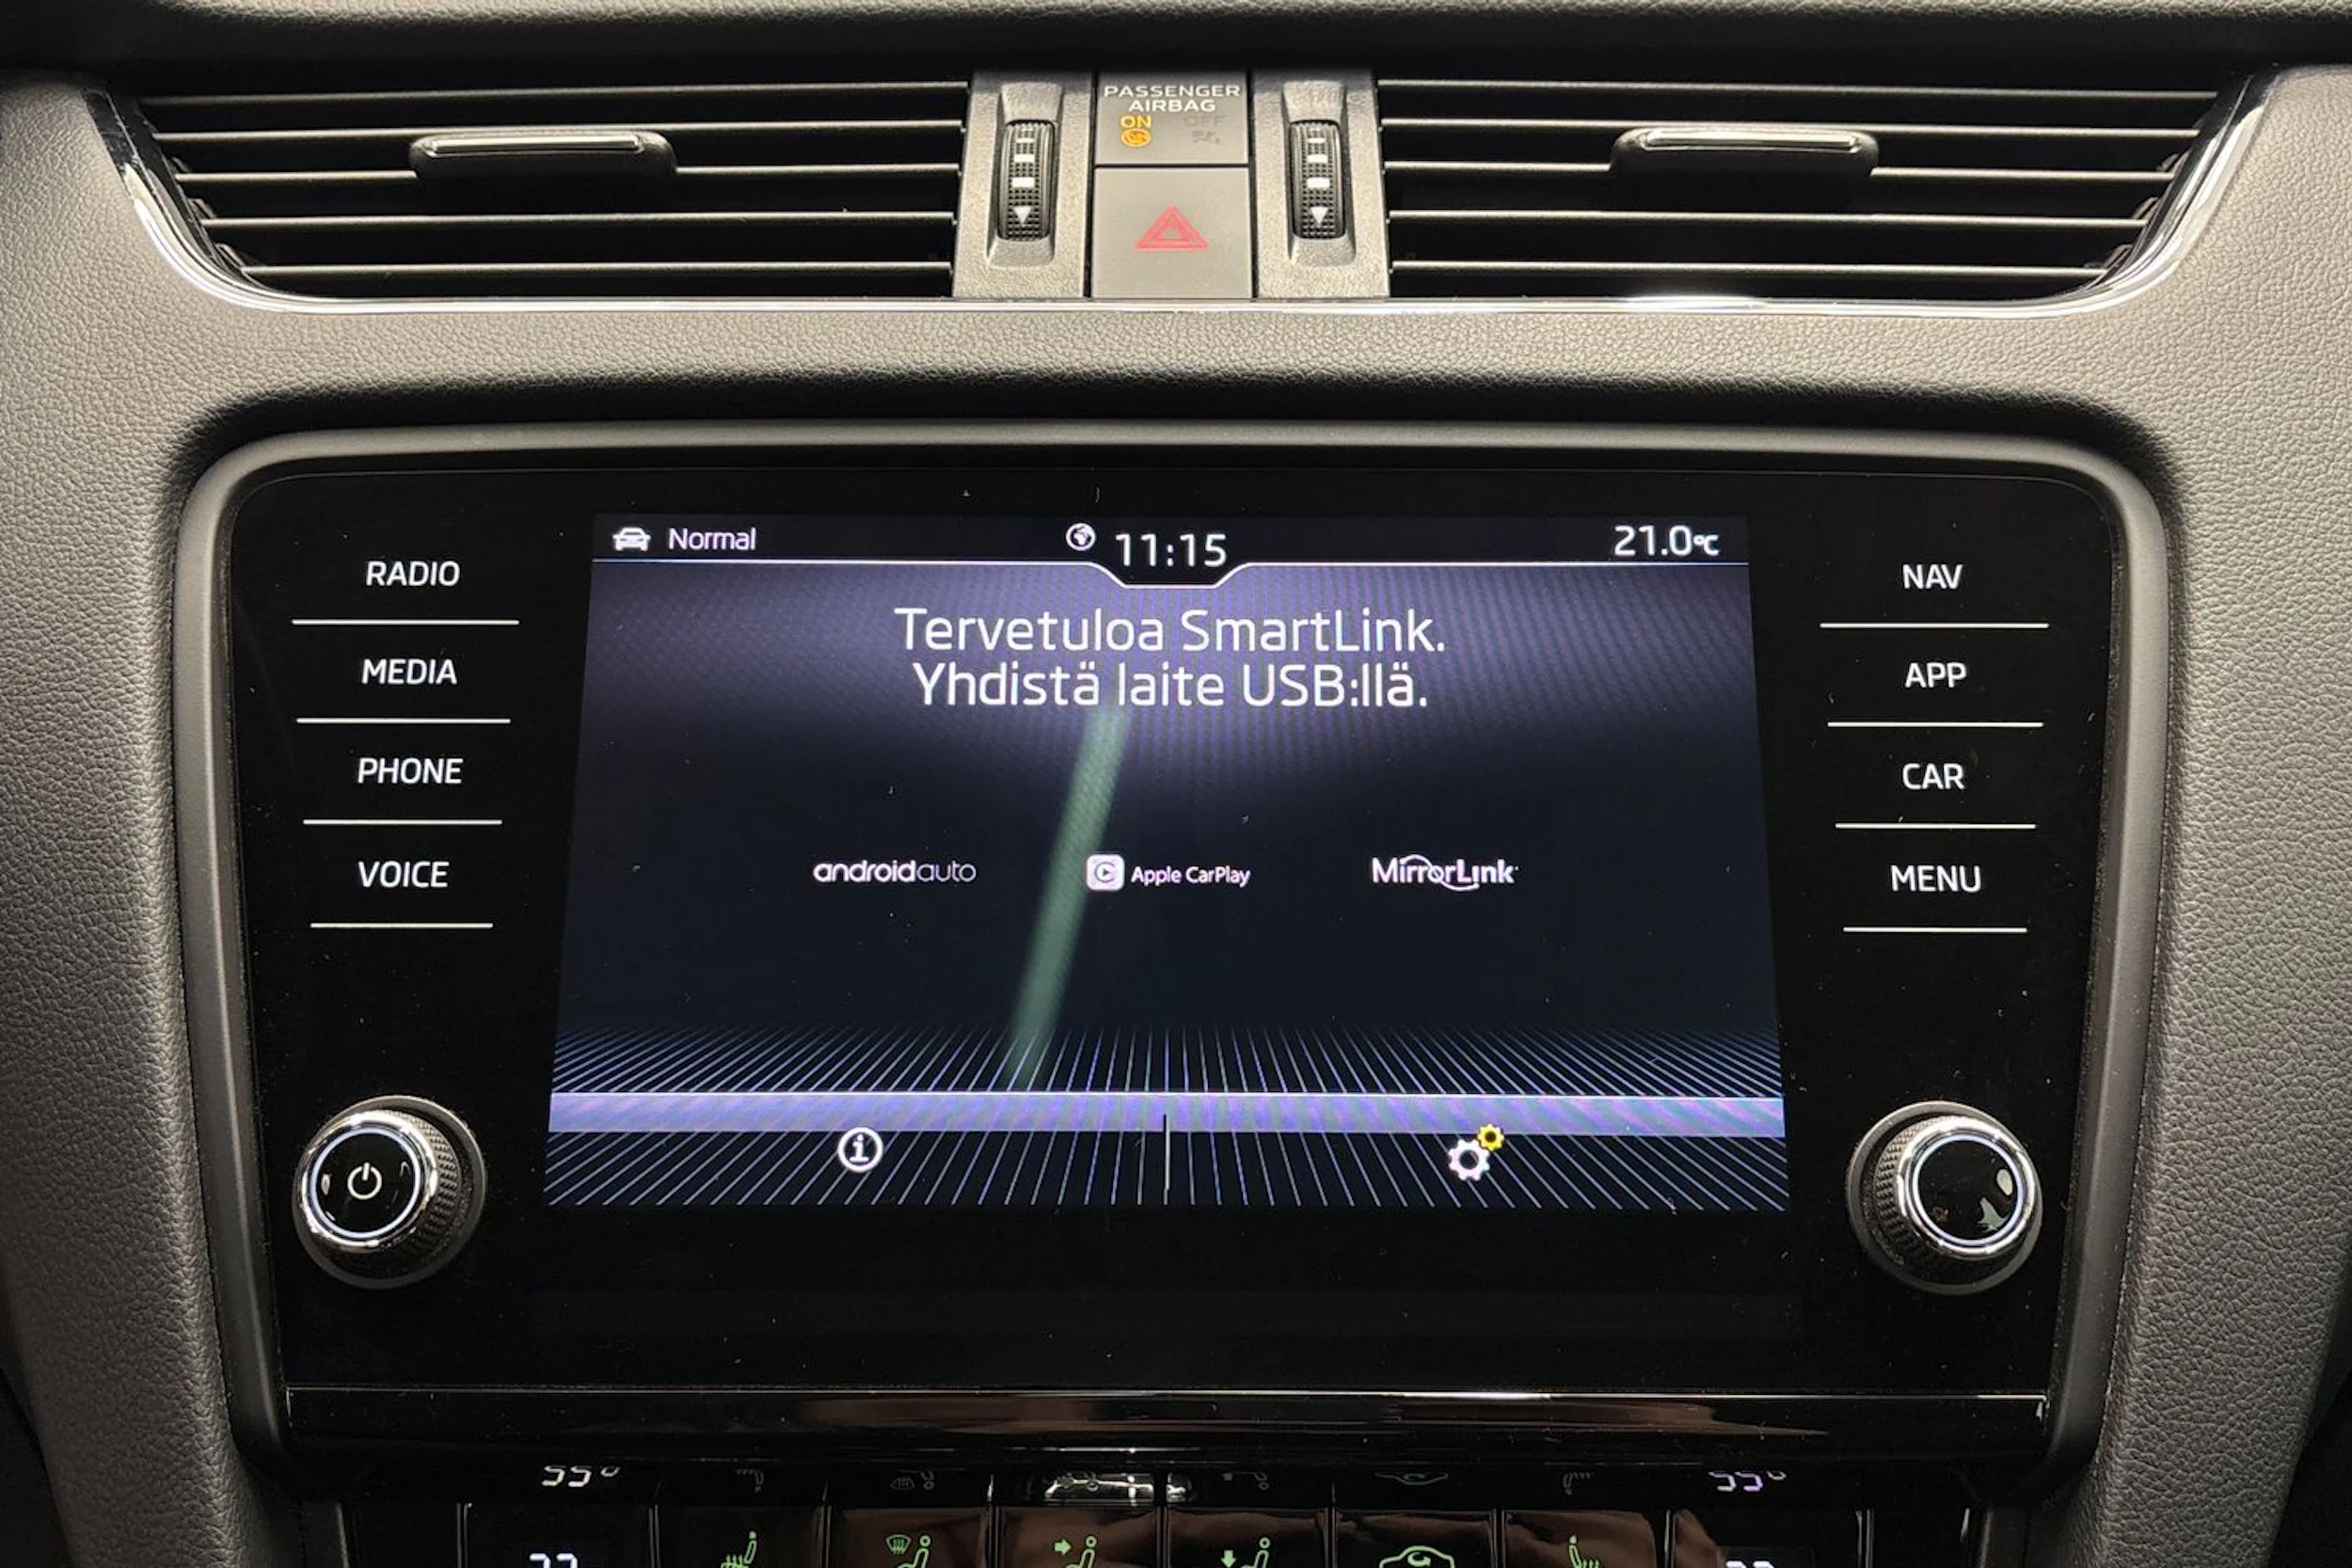 PASSENGER
AIRBAG
ON OFF
Normal 11:15 21.0°C
RADIO
MEDIA
PHONE
VOICE
Tervetuloa SmartLink.
Yhdistä laite USB:llä.
androidauto Apple CarPlay MirrorLink
NAV
APP
CAR
MENU